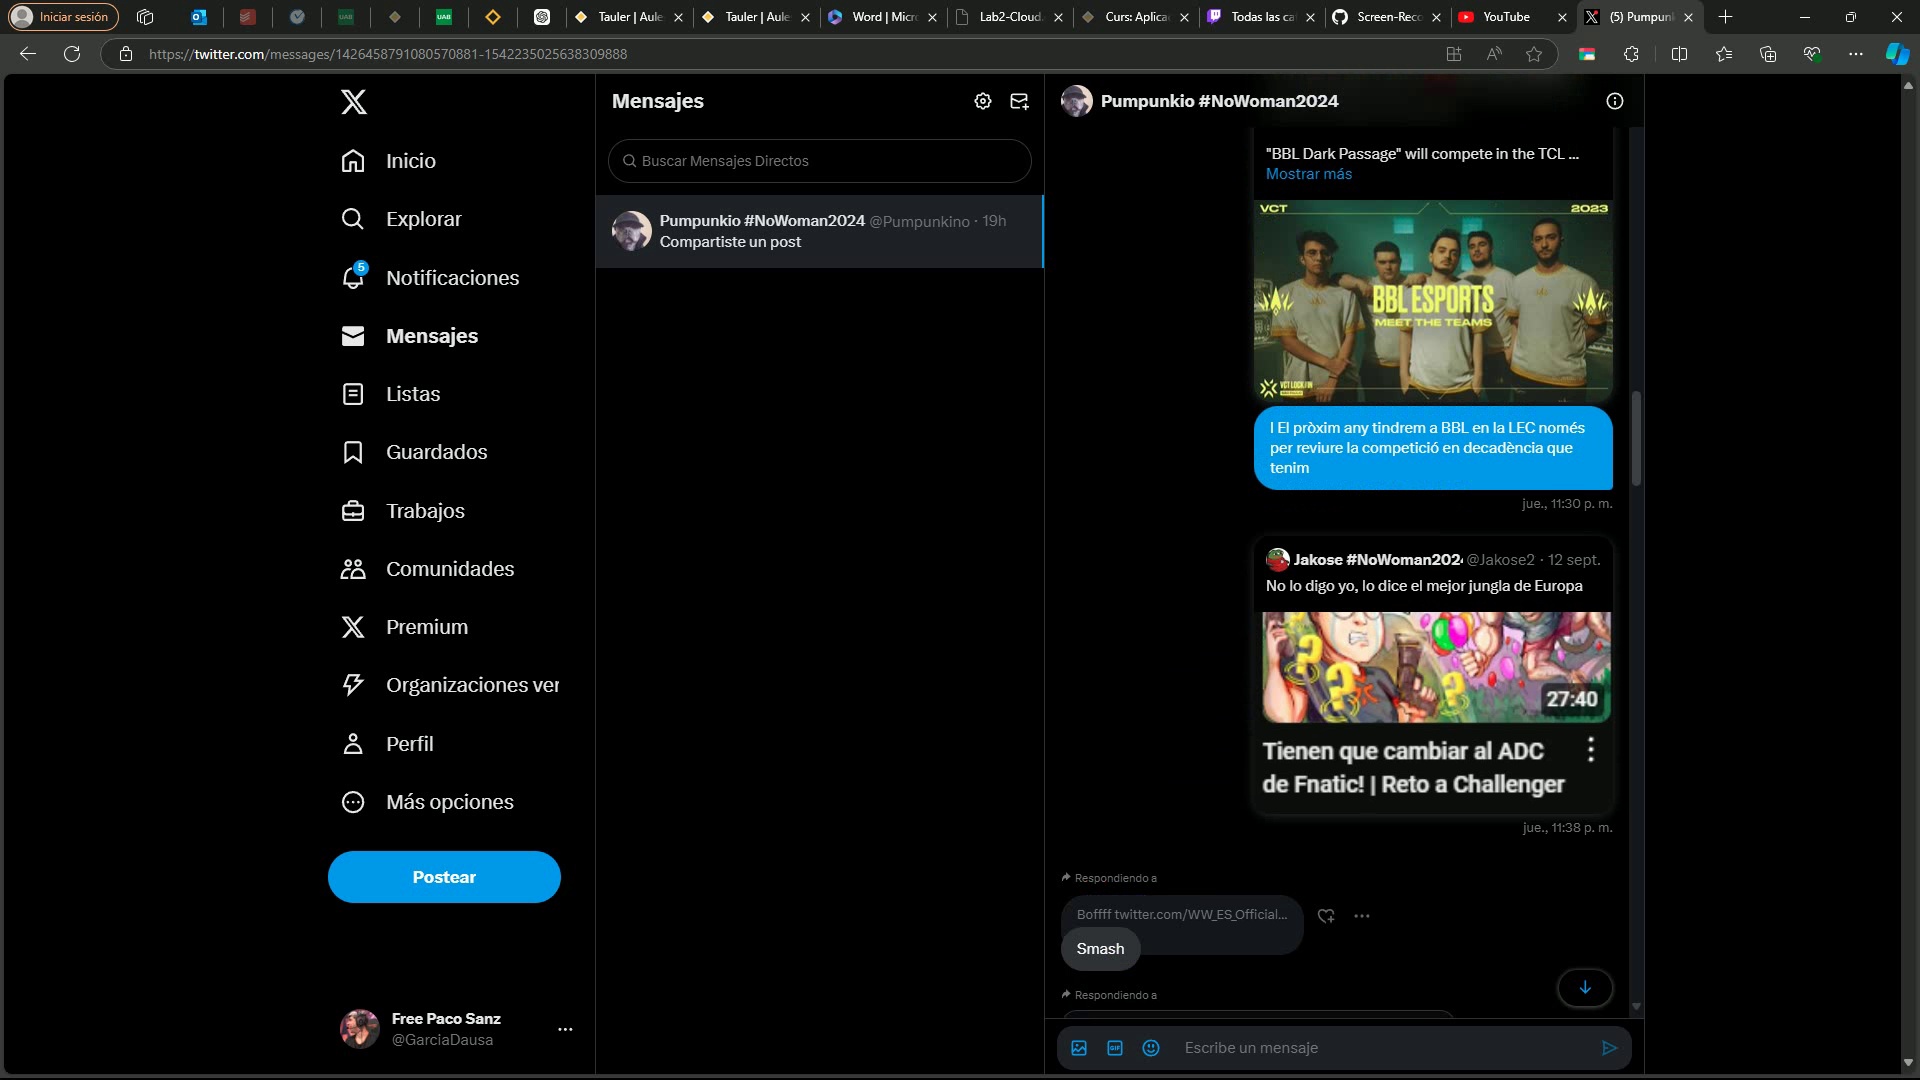 Iniciar sesión
Tauler | Aule
Tauler | Aule
Word | Micr
Lab2-Cloud.
Curs: Aplica
Todas las ca
Screen-Reco
YouTube
(5) Pumpun
https://twitter.com/messages/1426458791080570881-1542235025638309888
Inicio
Explorar
5
Notificaciones
Mensajes
Listas
Guardados
Trabajos
Comunidades
Premium
Organizaciones ver
Perfil
Más opciones
Postear
Free Paco Sanz
@GarciaDausa
Mensajes
Buscar Mensajes Directos
Pumpunkio #NoWoman2024 @Pumpunkino · 19h
Compartiste un post
Pumpunkio #NoWoman2024
"BBL Dark Passage" will compete in the TCL ...
Mostrar más
VCT 2023
BBL ESPORTS
MEET THE TEAMS
VCT LOCK//IN
I El pròxim any tindrem a BBL en la LEC només
per reviure la competició en decadència que
tenim
jue., 11:30 p. m.
Jakose #NoWoman202 @Jakose2 · 12 sept.
No lo digo yo, lo dice el mejor jungla de Europa
27:40
Tienen que cambiar al ADC
de Fnatic! | Reto a Challenger
jue., 11:38 p. m.
Respondiendo a
Boffff twitter.com/WW_ES_Official...
Smash
Respondiendo a
GIF
Escribe un mensaje